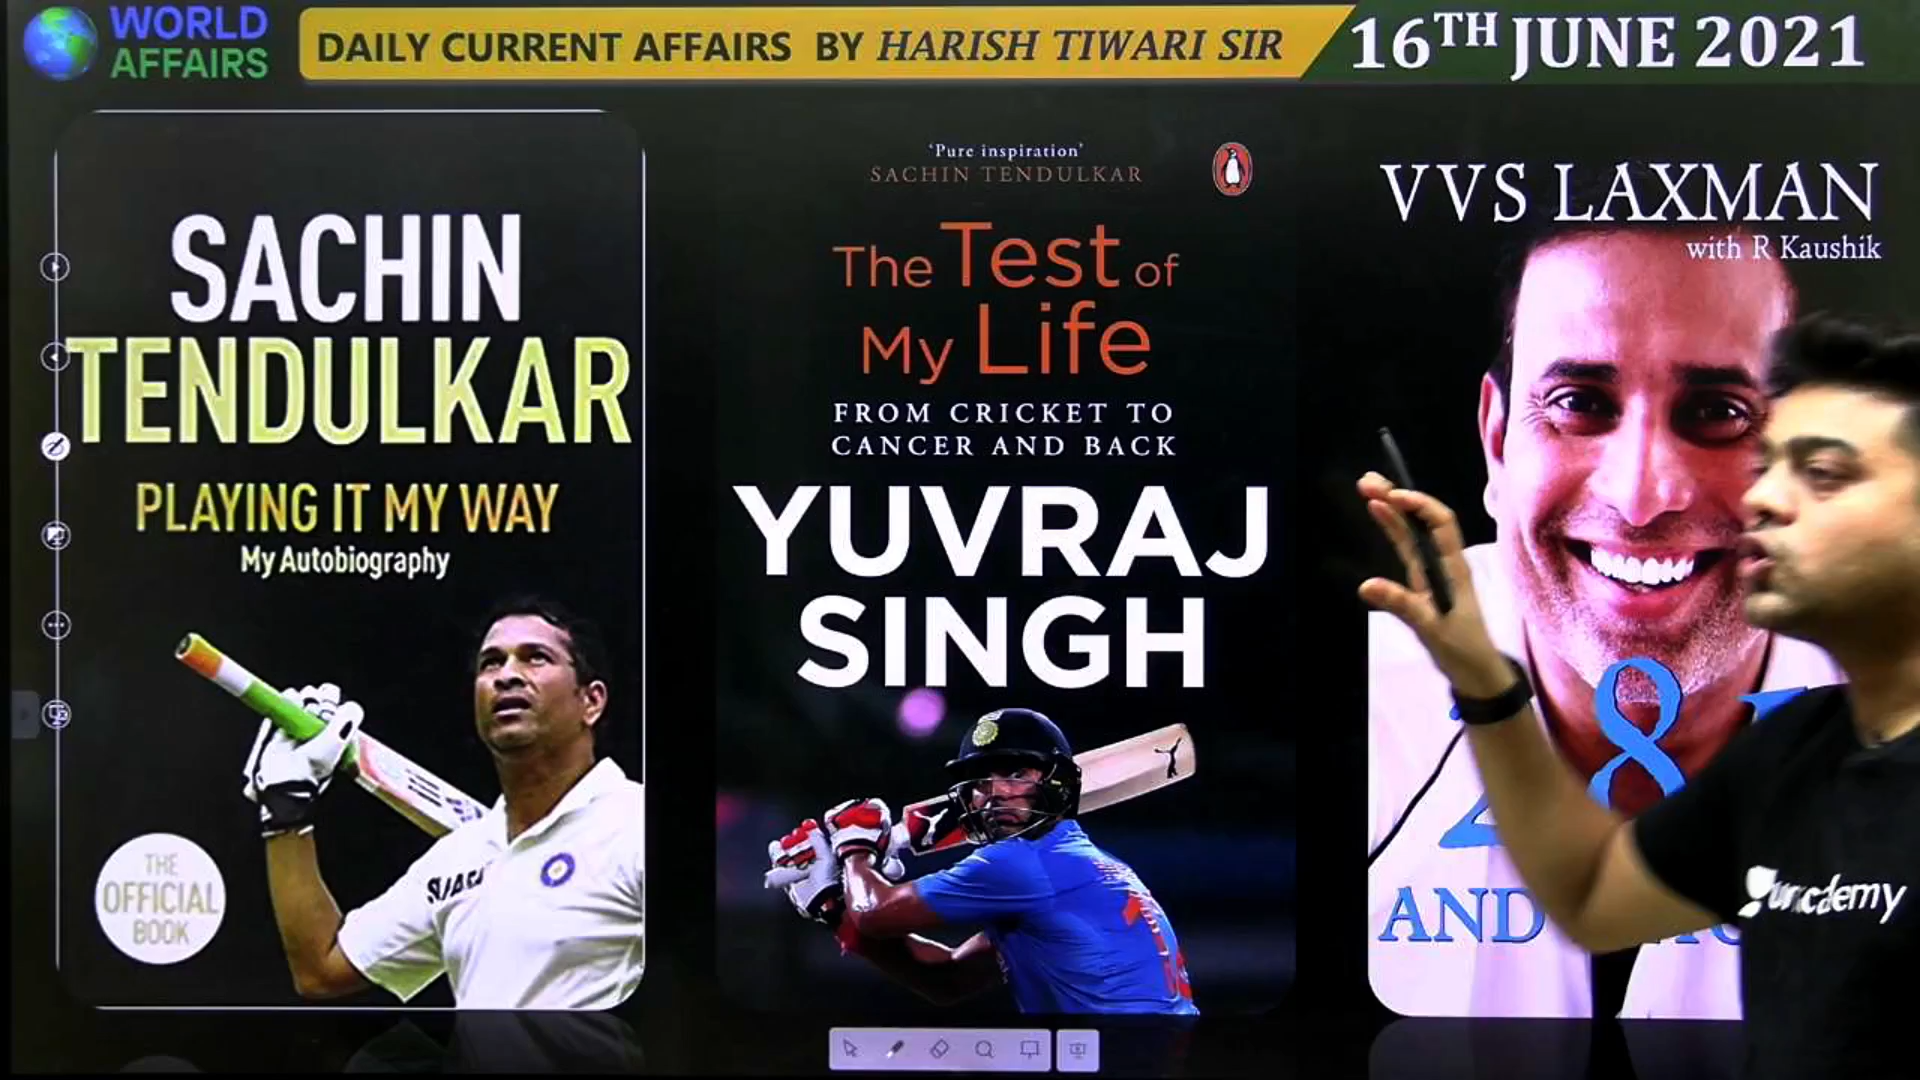 WORLD
AFFAIRS
DAILY CURRENT AFFAIRS BY HARISH TIWARI SIR
16TH JUNE 2021
SACHIN
TENDULKAR
PLAYING IT MY WAY
My Autobiography
THE
OFFICIAL
BOOK
'Pure inspiration'
SACHIN TENDULKAR
The Test of
My Life
FROM CRICKET TO
CANCER AND BACK
YUVRAJ
SINGH
VVS LAXMAN
with R Kaushik
2 8
AND
unacademy